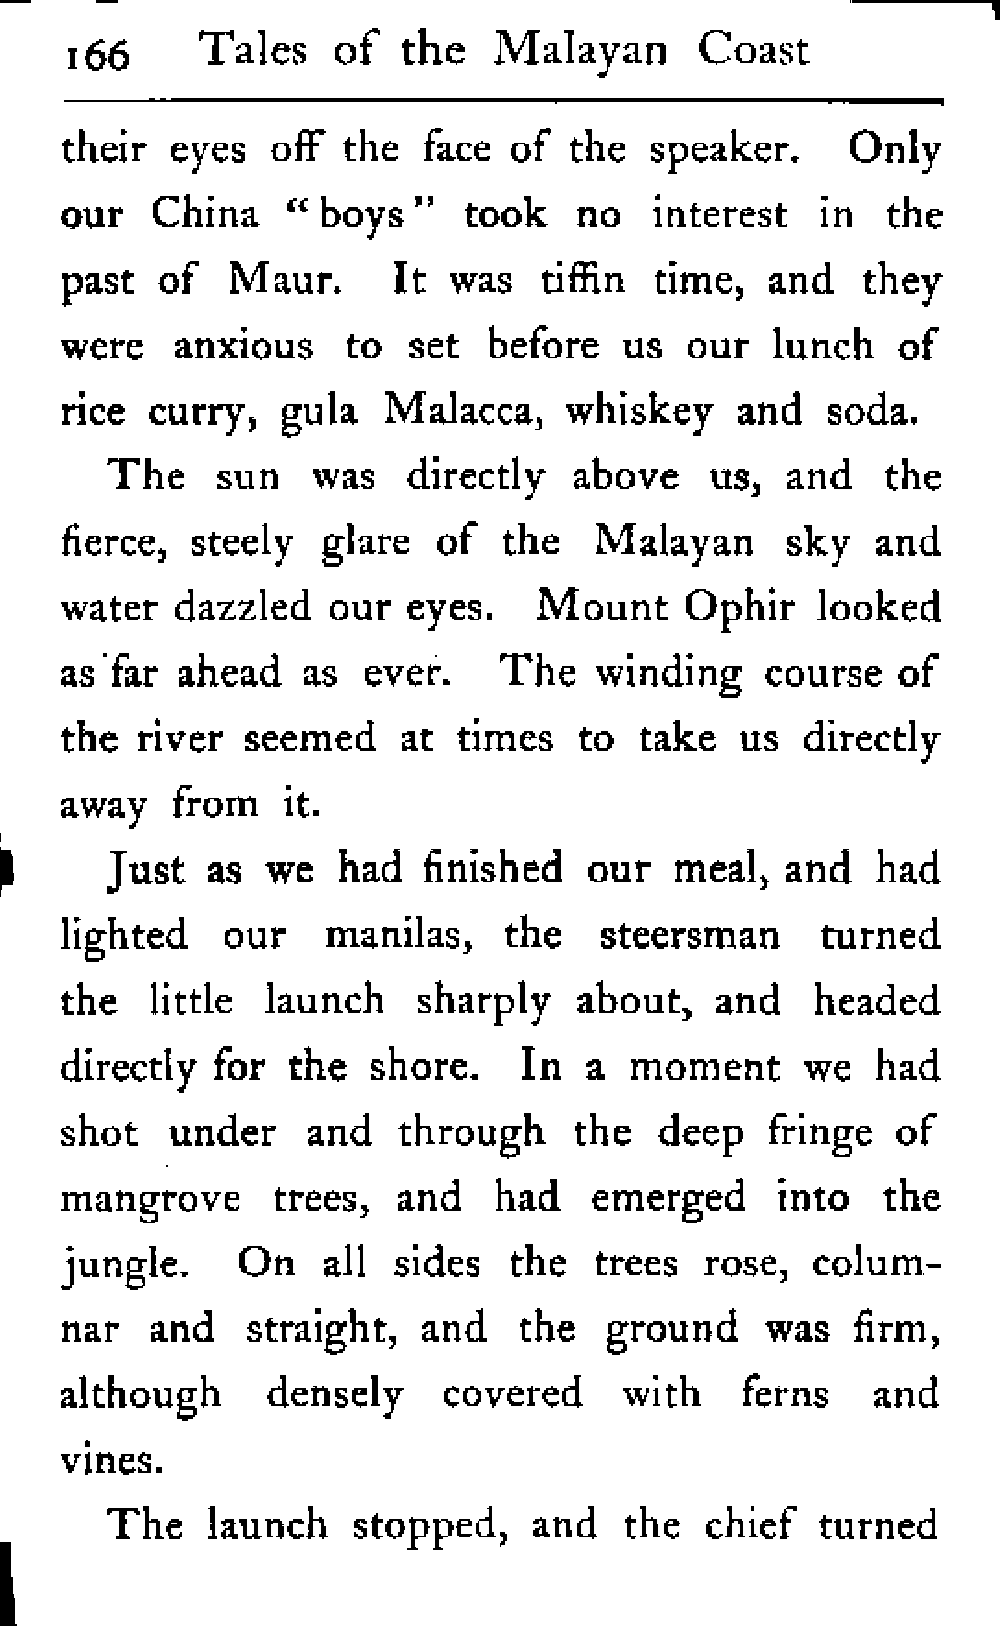 166 Tales of the Malayan Coast
their eyes off the face of the speaker. Only
our China "boys" took no interest in the
past of Maur. It was tiffin time, and they
were anxious to set before us our lunch of
rice curry, gula Malacca, whiskey and soda.
The sun was directly above us, and the
fierce, steely glare of the Malayan sky and
water dazzled our eyes. Mount Ophir looked
as far ahead as ever. The winding course of
the river seemed at times to take us directly
away from it.
Just as we had finished our meal, and had
lighted our manilas, the steersman turned
the little launch sharply about, and headed
directly for the shore. In a moment we had
shot under and through the deep fringe of
mangrove trees, and had emerged into the
jungle. On all sides the trees rose, colum-
nar and straight, and the ground was firm,
although densely covered with ferns and
vines.
The launch stopped, and the chief turned